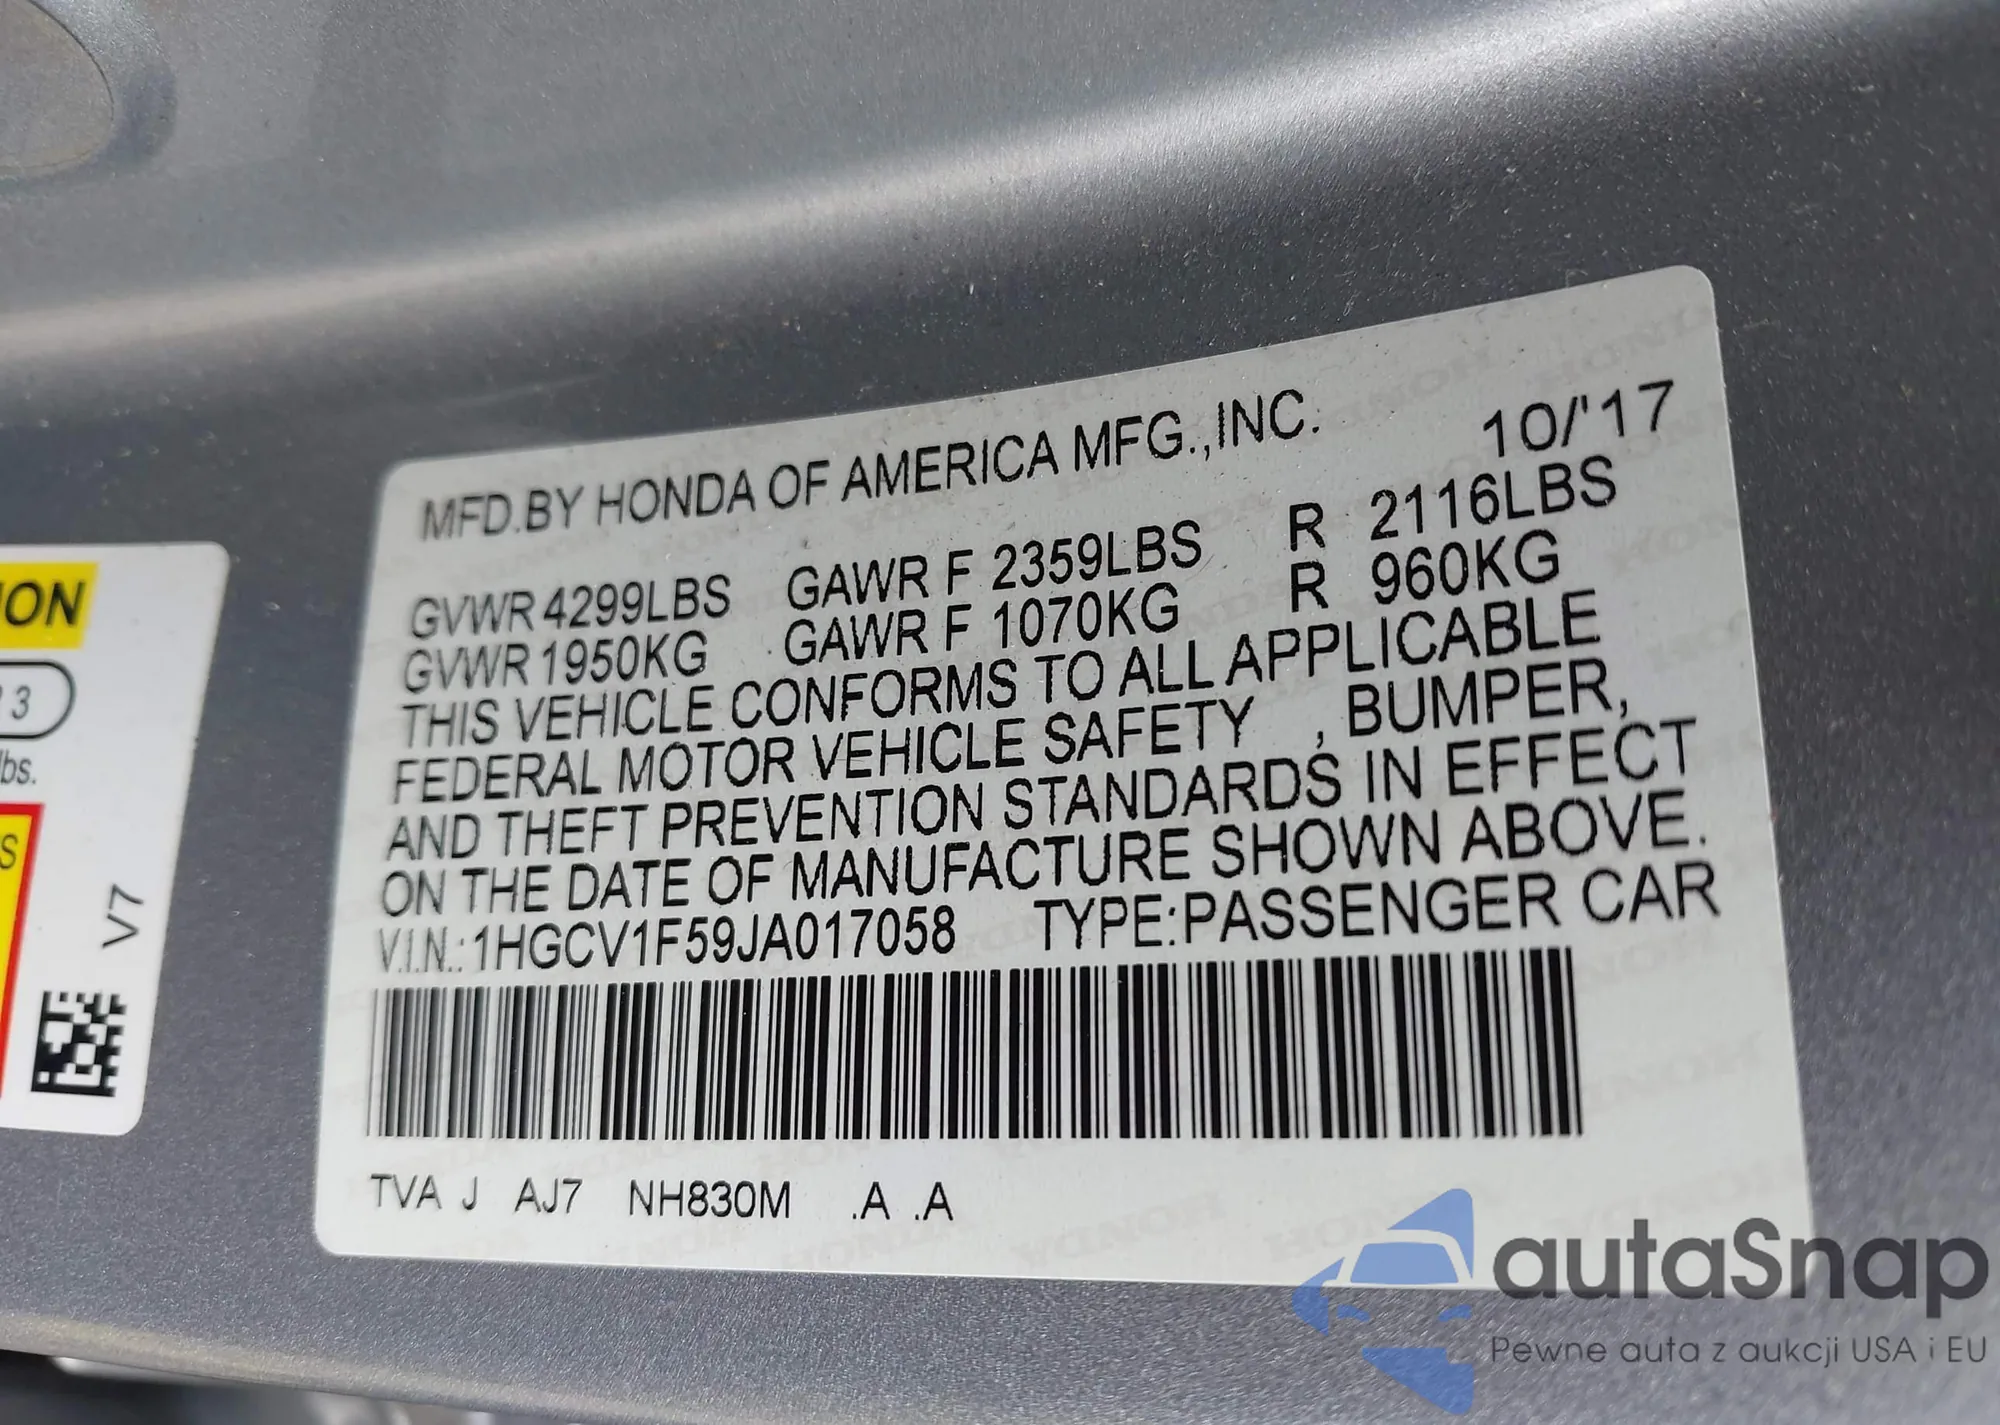 MFD.BY HONDA OF AMERICA MFG.,INC. 10/'17
GVWR 4299LBS GAWR F 2359LBS R 2116LBS
GVWR 1950KG GAWR F 1070KG R 960KG
THIS VEHICLE CONFORMS TO ALL APPLICABLE
FEDERAL MOTOR VEHICLE SAFETY , BUMPER,
AND THEFT PREVENTION STANDARDS IN EFFECT
ON THE DATE OF MANUFACTURE SHOWN ABOVE.
V.I.N.:1HGCV1F59JA017058 TYPE:PASSENGER CAR
TVA J AJ7 NH830M .A .A
3
lbs.
S
V7
autaSnap
Pewne auta z aukcji USA i EU